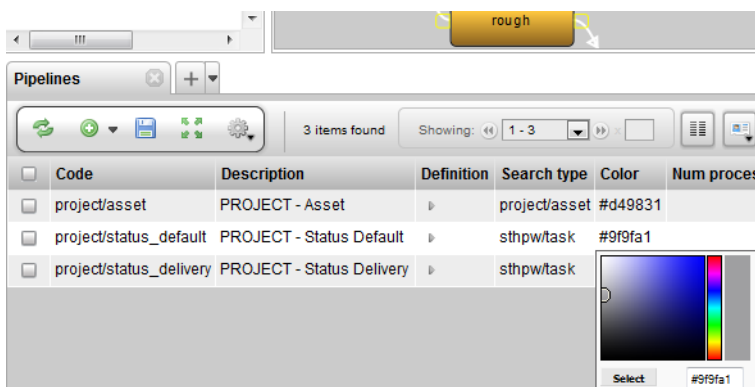 rough
Pipelines
3 items found Showing: 1 - 3 x
Code Description Definition Search type Color Num proces
project/asset PROJECT - Asset project/asset #d49831
project/status_default PROJECT - Status Default sthpw/task #9f9fa1
project/status_delivery PROJECT - Status Delivery sthpw/task
Select #9f9fa1